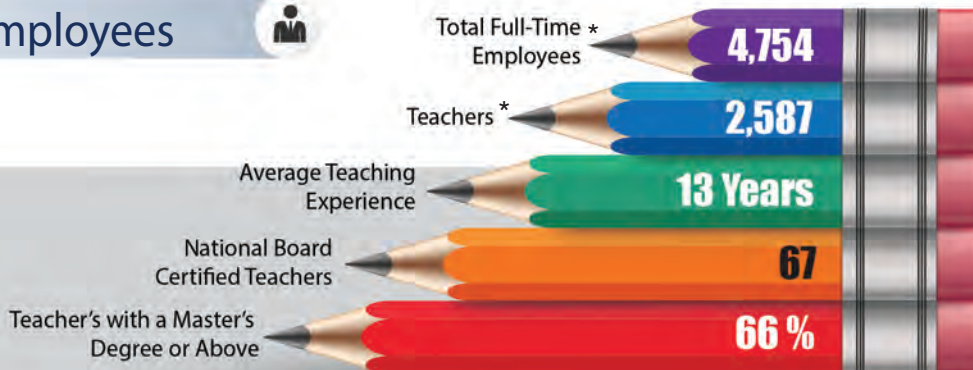 mployees
Total Full-Time *
Employees
4,754
Teachers *
2,587
Average Teaching
Experience
13 Years
National Board
Certified Teachers
67
Teacher's with a Master's
Degree or Above
66 %